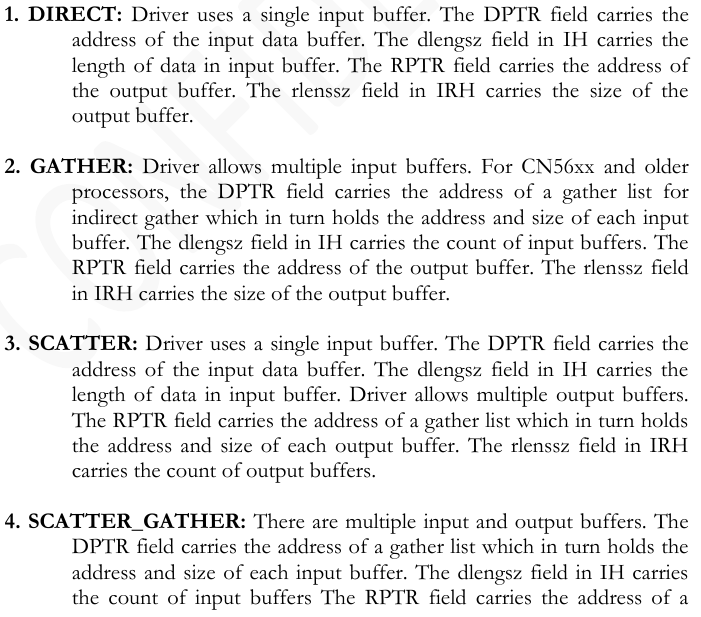 1. DIRECT: Driver uses a single input buffer. The DPTR field carries the
address of the input data buffer. The dlengsz field in IH carries the
length of data in input buffer. The RPTR field carries the address of
the output buffer. The rlenssz field in IRH carries the size of the
output buffer.
2. GATHER: Driver allows multiple input buffers. For CN56xx and older
processors, the DPTR field carries the address of a gather list for
indirect gather which in turn holds the address and size of each input
buffer. The dlengsz field in IH carries the count of input buffers. The
RPTR field carries the address of the output buffer. The rlenssz field
in IRH carries the size of the output buffer.
3. SCATTER: Driver uses a single input buffer. The DPTR field carries the
address of the input data buffer. The dlengsz field in IH carries the
length of data in input buffer. Driver allows multiple output buffers.
The RPTR field carries the address of a gather list which in turn holds
the address and size of each output buffer. The rlenssz field in IRH
carries the count of output buffers.
4. SCATTER_GATHER: There are multiple input and output buffers. The
DPTR field carries the address of a gather list which in turn holds the
address and size of each input buffer. The dlengsz field in IH carries
the count of input buffers The RPTR field carries the address of a